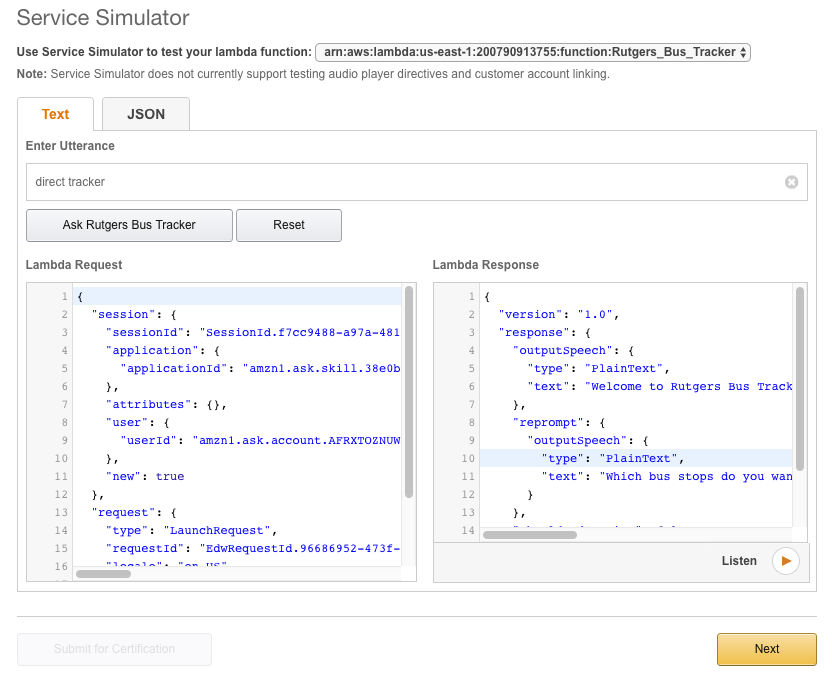 Service Simulator
Use Service Simulator to test your lambda function: arn:aws:lambda:us-east-1:200790913755:function:Rutgers_Bus_Tracker
Note: Service Simulator does not currently support testing audio player directives and customer account linking.
Text JSON
Enter Utterance
direct tracker
Ask Rutgers Bus Tracker Reset
Lambda Request
1 {
2 "session": {
3 "sessionId": "SessionId.f7cc9488-a97a-481
4 "application": {
5 "applicationId": "amzn1.ask.skill.38e0b
6 },
7 "attributes": {},
8 "user": {
9 "userId": "amzn1.ask.account.AFRXTOZNUW
10 },
11 "new": true
12 },
13 "request": {
14 "type": "LaunchRequest",
15 "requestId": "EdwRequestId.96686952-473f-
16 "locale": "en-US"
Lambda Response
1 {
2 "version": "1.0",
3 "response": {
4 "outputSpeech": {
5 "type": "PlainText",
6 "text": "Welcome to Rutgers Bus Track
7 },
8 "reprompt": {
9 "outputSpeech": {
10 "type": "PlainText",
11 "text": "Which bus stops do you wan
12 }
13 },
14
Listen
Submit for Certification
Next